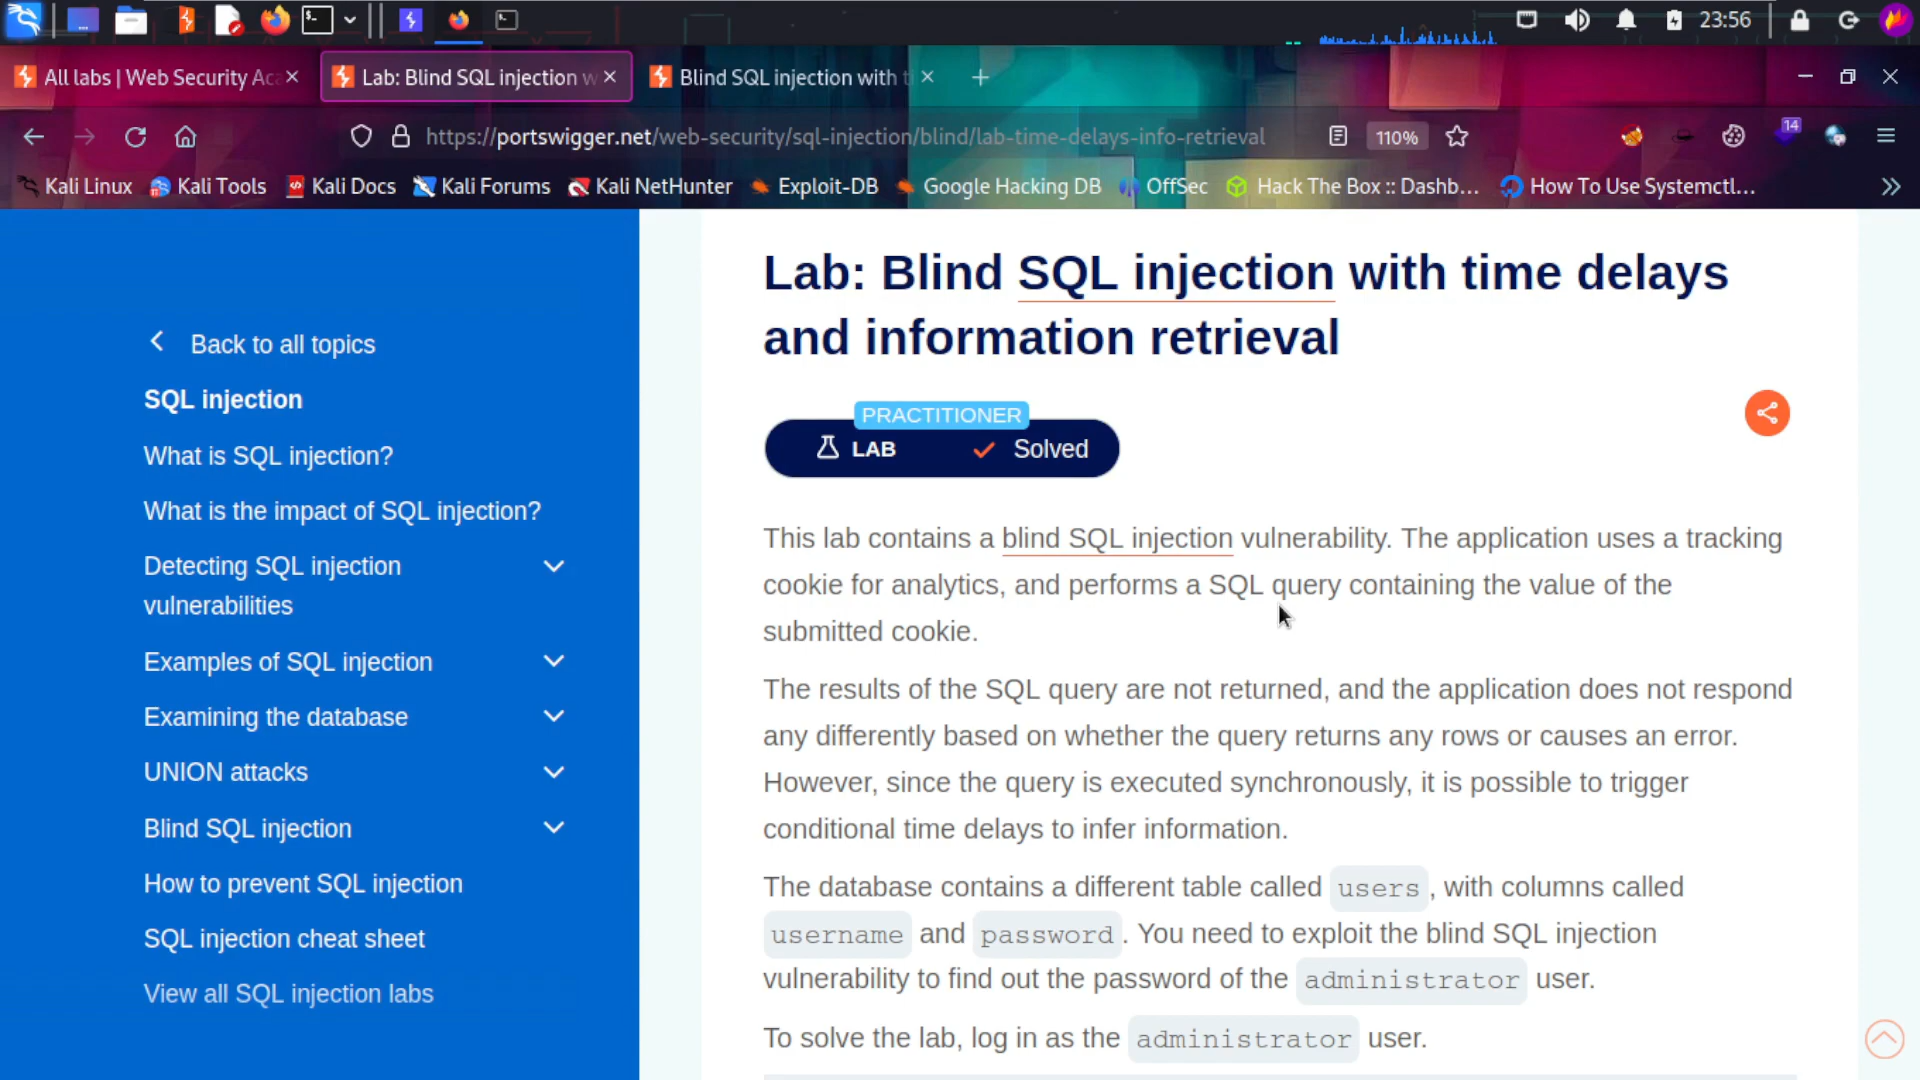 23:56
All labs | Web Security Aca
Lab: Blind SQL injection w
Blind SQL injection with t
https://portswigger.net/web-security/sql-injection/blind/lab-time-delays-info-retrieval
110%
14
Kali Linux
Kali Tools
Kali Docs
Kali Forums
Kali NetHunter
Exploit-DB
Google Hacking DB
OffSec
Hack The Box :: Dashb...
How To Use Systemctl...
Back to all topics
SQL injection
What is SQL injection?
What is the impact of SQL injection?
Detecting SQL injection
vulnerabilities
Examples of SQL injection
Examining the database
UNION attacks
Blind SQL injection
How to prevent SQL injection
SQL injection cheat sheet
View all SQL injection labs
Lab: Blind SQL injection with time delays
and information retrieval
PRACTITIONER
LAB
Solved
This lab contains a blind SQL injection vulnerability. The application uses a tracking
cookie for analytics, and performs a SQL query containing the value of the
submitted cookie.
The results of the SQL query are not returned, and the application does not respond
any differently based on whether the query returns any rows or causes an error.
However, since the query is executed synchronously, it is possible to trigger
conditional time delays to infer information.
The database contains a different table called users, with columns called
username and password. You need to exploit the blind SQL injection
vulnerability to find out the password of the administrator user.
To solve the lab, log in as the administrator user.